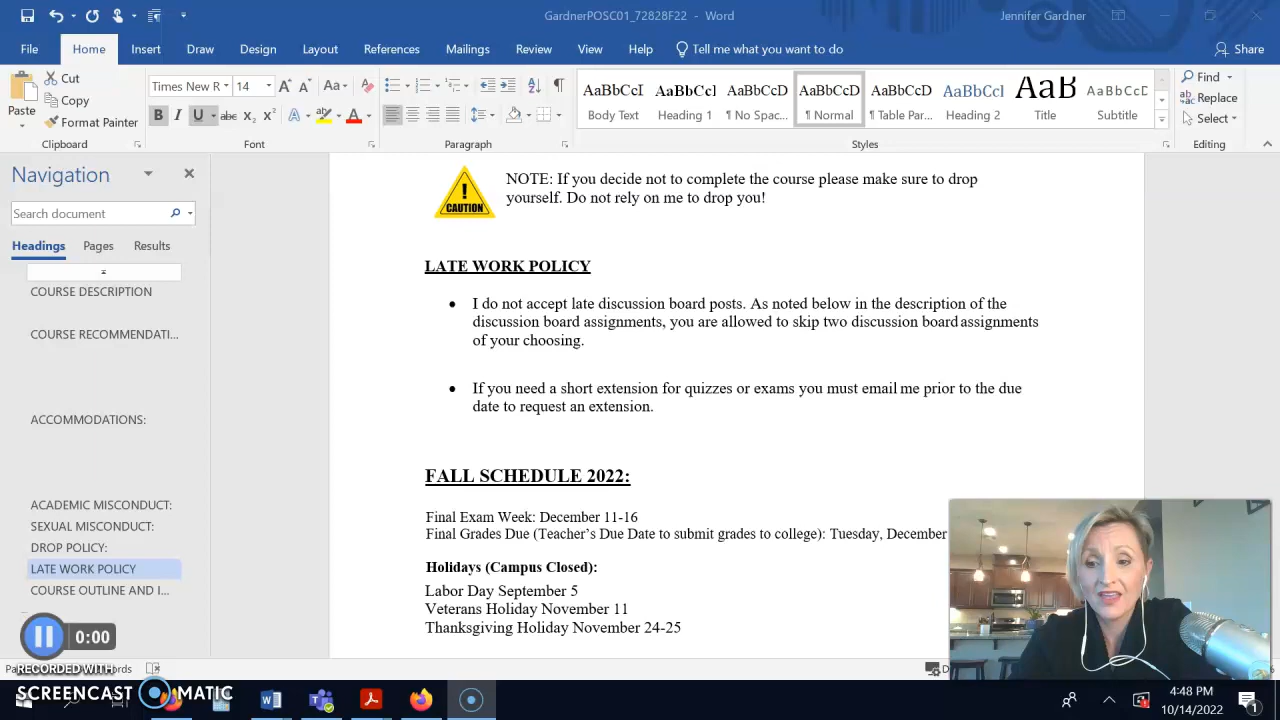 GardnerPOSC01_72828F22 - Word
Jennifer Gardner
File Home Insert Draw Design Layout References Mailings Review View Help Tell me what you want to do Share
Paste
Cut
Copy
Format Painter
Clipboard
Times New R 14
Font
Paragraph
AaBbCcI AaBbCcI AaBbCcD AaBbCcD AaBbCcD AaBbCcI AaB AaBbCcD
Body Text Heading 1 ¶ No Spac... ¶ Normal ¶ Table Par... Heading 2 Title Subtitle
Styles
Find
Replace
Select
Editing
Navigation
Search document
Headings Pages Results
COURSE DESCRIPTION
COURSE RECOMMENDATI...
ACCOMMODATIONS:
ACADEMIC MISCONDUCT:
SEXUAL MISCONDUCT:
DROP POLICY:
LATE WORK POLICY
COURSE OUTLINE AND I...
CAUTION
NOTE: If you decide not to complete the course please make sure to drop
yourself. Do not rely on me to drop you!
LATE WORK POLICY
• I do not accept late discussion board posts. As noted below in the description of the
discussion board assignments, you are allowed to skip two discussion board assignments
of your choosing.
• If you need a short extension for quizzes or exams you must email me prior to the due
date to request an extension.
FALL SCHEDULE 2022:
Final Exam Week: December 11-16
Final Grades Due (Teacher's Due Date to submit grades to college): Tuesday, December
Holidays (Campus Closed):
Labor Day September 5
Veterans Holiday November 11
Thanksgiving Holiday November 24-25
0:00
RECORDED WITH
SCREENCAST MATIC
4:48 PM
10/14/2022